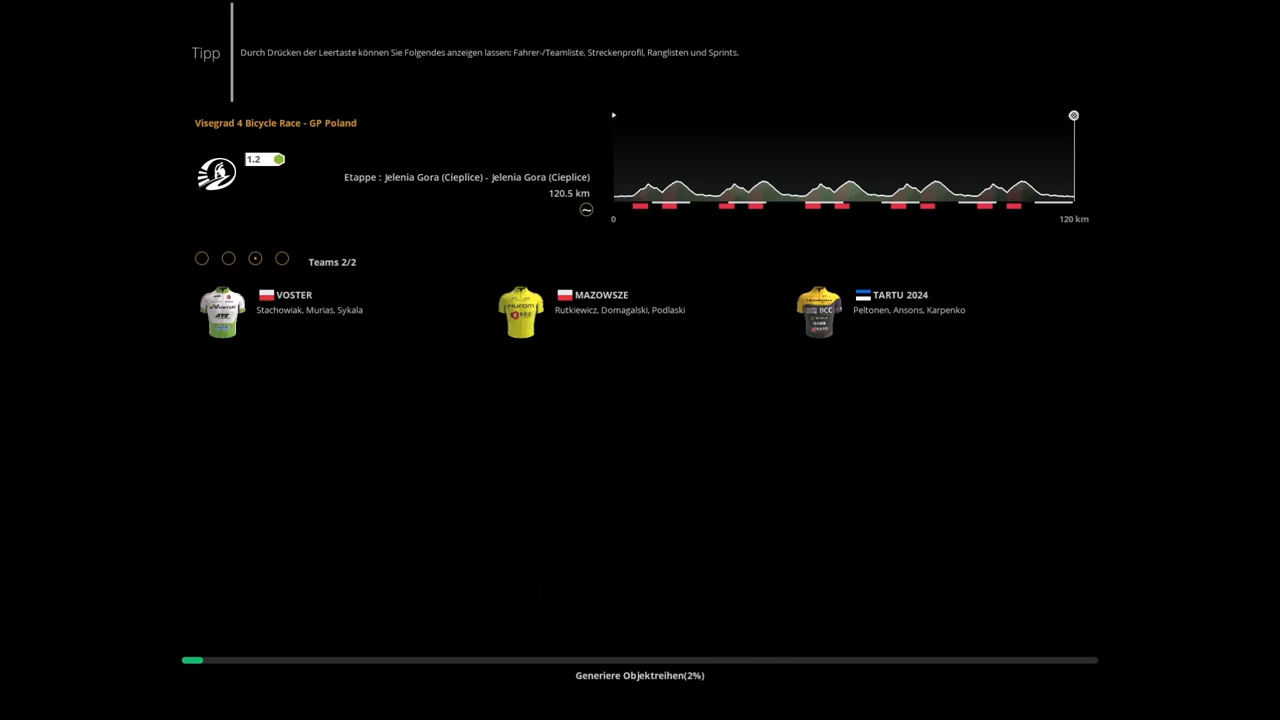 Tipp
Durch Drücken der Leertaste können Sie Folgendes anzeigen lassen: Fahrer-/Teamliste, Streckenprofil, Ranglisten und Sprints.
Visegrad 4 Bicycle Race - GP Poland
1.2
Etappe : Jelenia Gora (Cieplice) - Jelenia Gora (Cieplice)
120.5 km
0
120 km
Teams 2/2
VOSTER
Stachowiak, Murias, Sykala
MAZOWSZE
Rutkiewicz, Domagalski, Podlaski
TARTU 2024
Peltonen, Ansons, Karpenko
Generiere Objektreihen(2%)